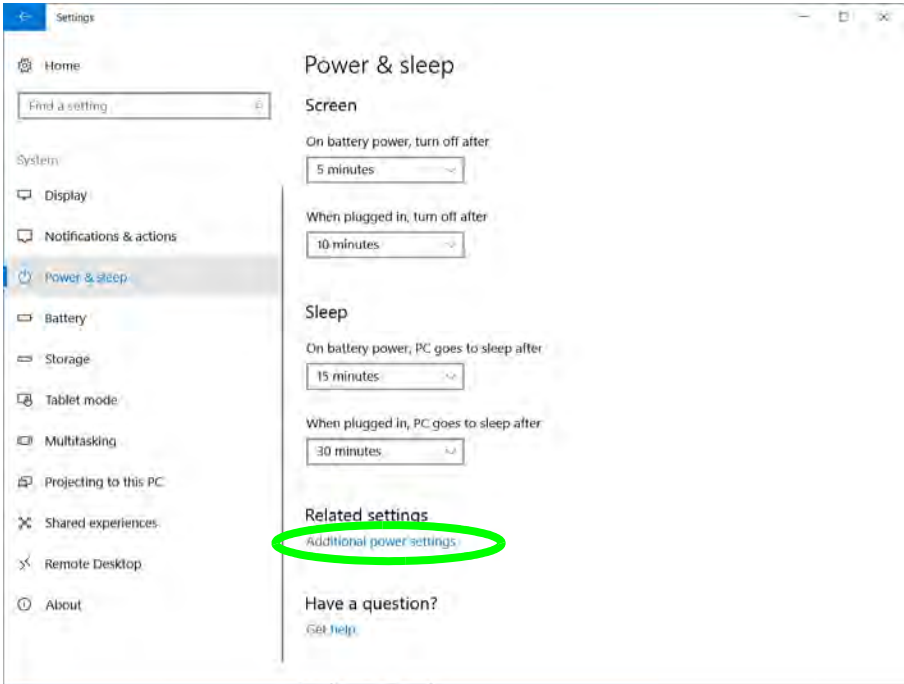 Settings
Home
Find a setting
System
Display
Notifications & actions
Power & sleep
Battery
Storage
Tablet mode
Multitasking
Projecting to this PC
Shared experiences
Remote Desktop
About
Power & sleep
Screen
On battery power, turn off after
5 minutes
When plugged in, turn off after
10 minutes
Sleep
On battery power, PC goes to sleep after
15 minutes
When plugged in, PC goes to sleep after
30 minutes
Related settings
Additional power settings
Have a question?
Get help